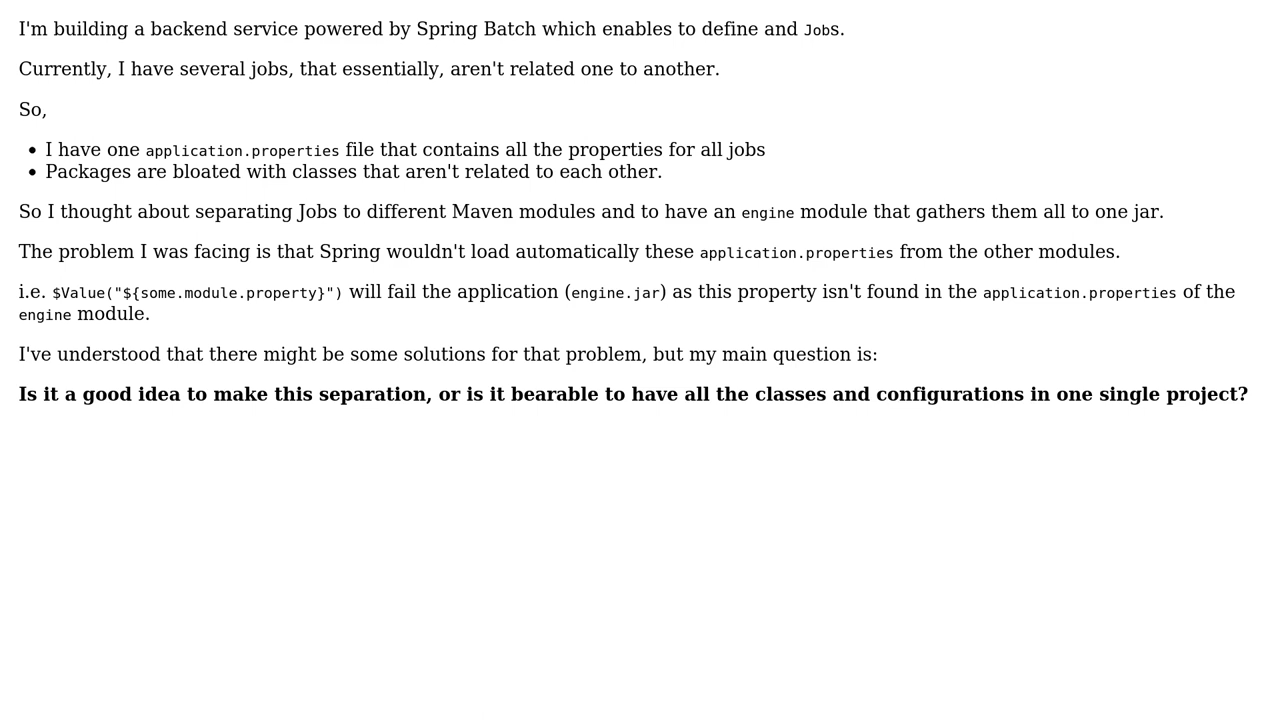 I'm building a backend service powered by Spring Batch which enables to define and Jobs.
Currently, I have several jobs, that essentially, aren't related one to another.
So,
• I have one application.properties file that contains all the properties for all jobs
• Packages are bloated with classes that aren't related to each other.
So I thought about separating Jobs to different Maven modules and to have an engine module that gathers them all to one jar.
The problem I was facing is that Spring wouldn't load automatically these application.properties from the other modules.
i.e. $Value("${some.module.property}") will fail the application (engine.jar) as this property isn't found in the application.properties of the
engine module.
I've understood that there might be some solutions for that problem, but my main question is:
Is it a good idea to make this separation, or is it bearable to have all the classes and configurations in one single project?